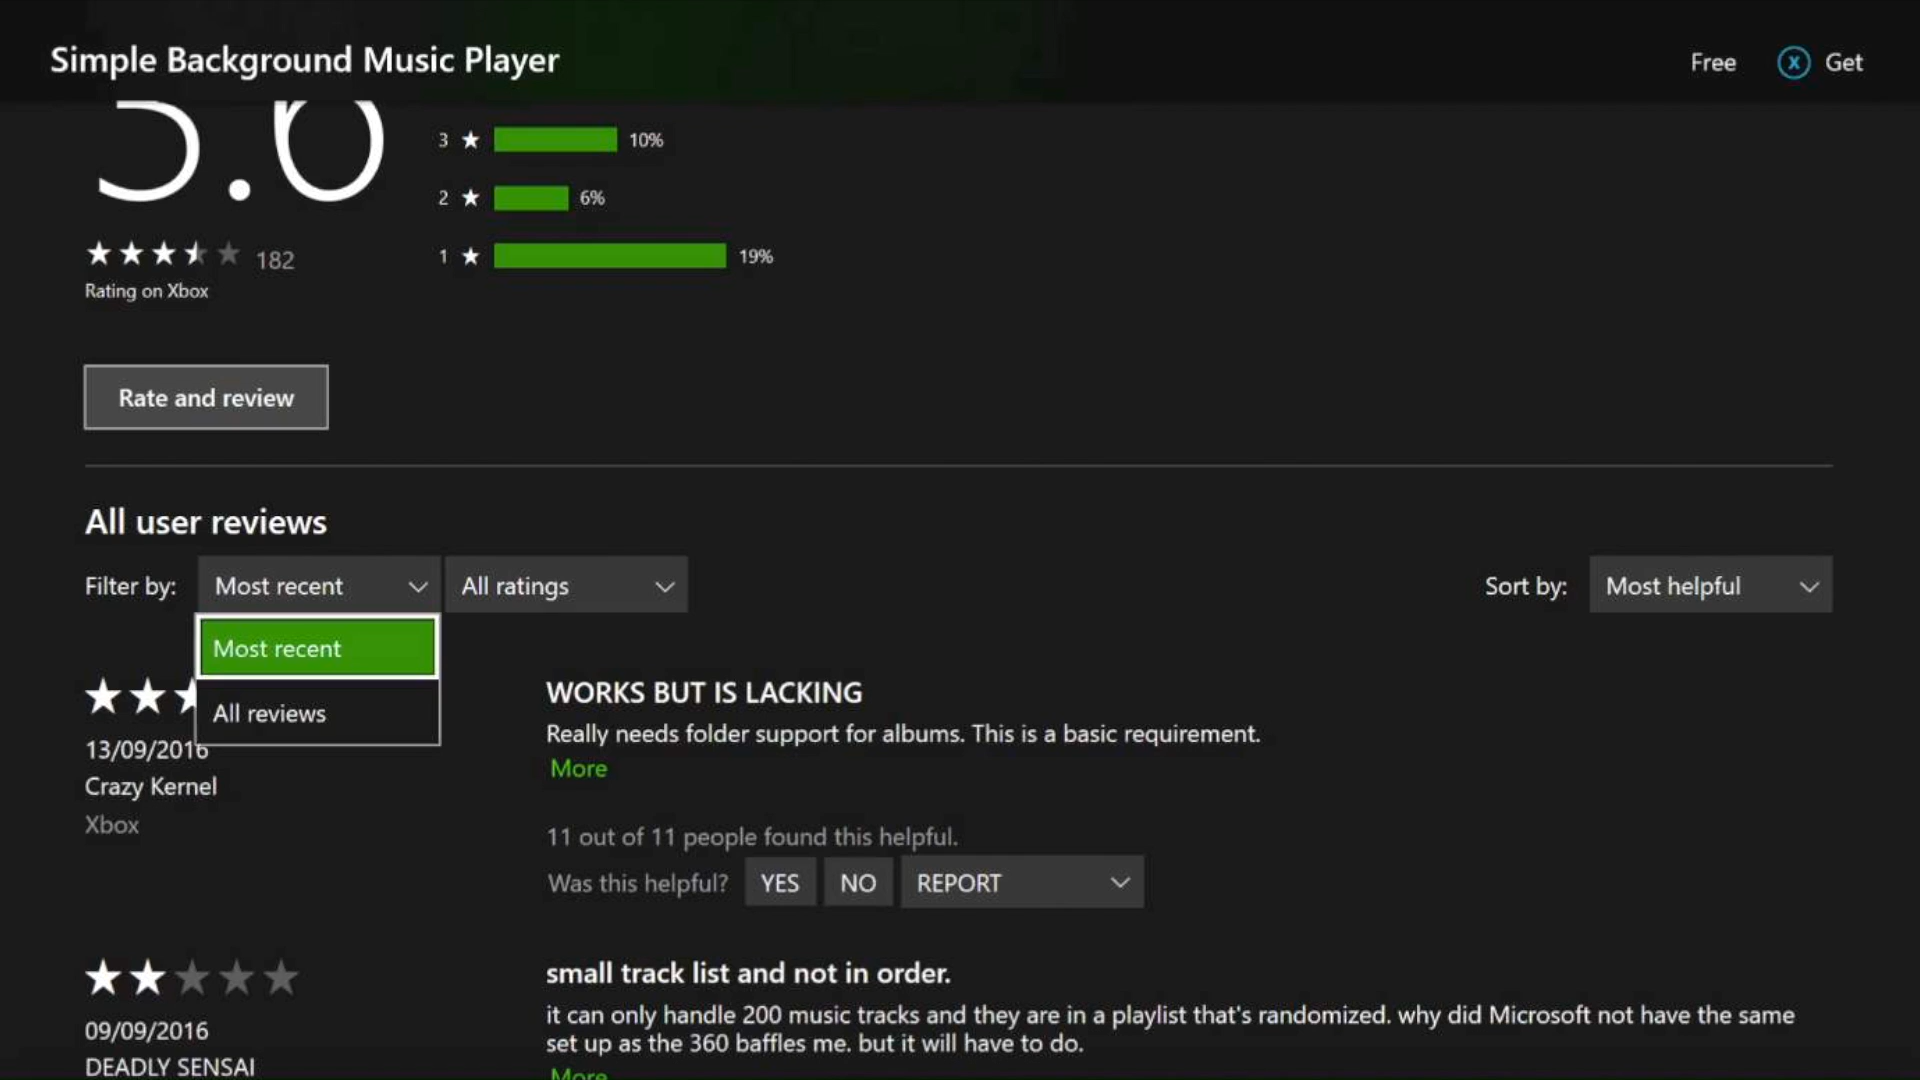 Simple Background Music Player
Free
X Get
3.6
3 ★ 10%
2 ★ 6%
1 ★ 19%
182
Rating on Xbox
Rate and review
All user reviews
Filter by: Most recent All ratings Sort by: Most helpful
Most recent
All reviews
13/09/2016
Crazy Kernel
Xbox
WORKS BUT IS LACKING
Really needs folder support for albums. This is a basic requirement.
More
11 out of 11 people found this helpful.
Was this helpful? YES NO REPORT
09/09/2016
DEADLY SENSAI
small track list and not in order.
it can only handle 200 music tracks and they are in a playlist that's randomized. why did Microsoft not have the same
set up as the 360 baffles me. but it will have to do.
More